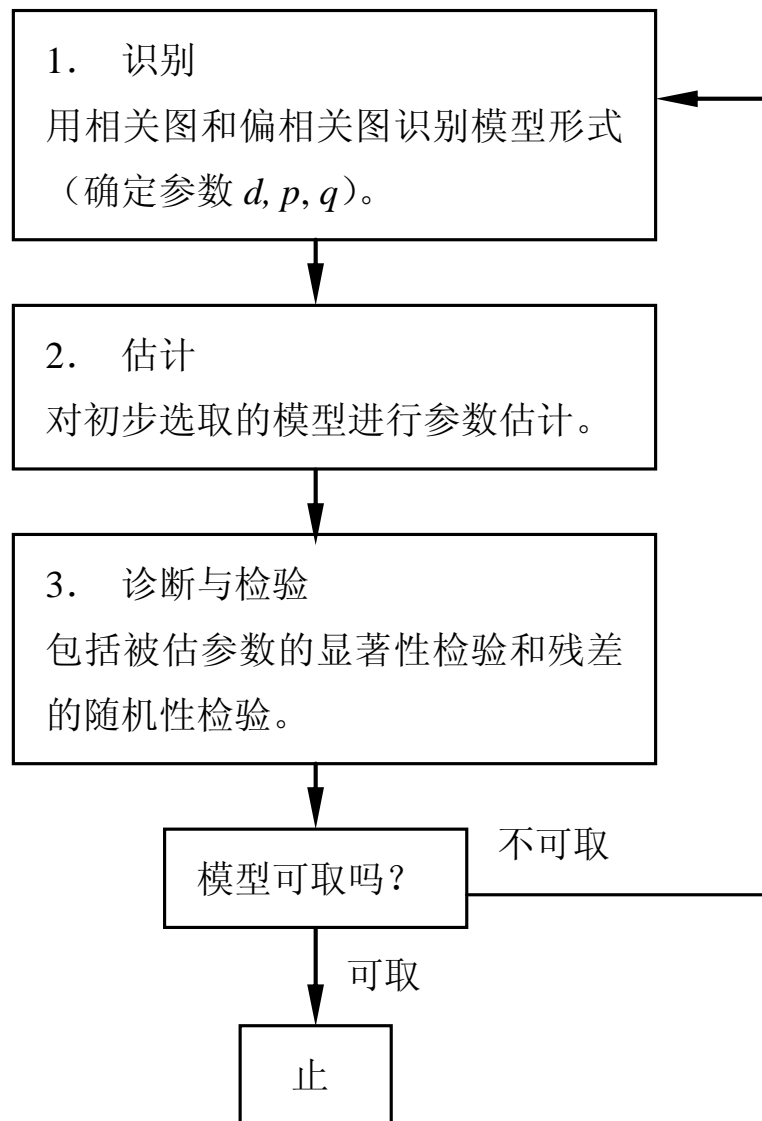 1. 识别
用相关图和偏相关图识别模型形式
（确定参数 d, p, q）。
2. 估计
对初步选取的模型进行参数估计。
3. 诊断与检验
包括被估参数的显著性检验和残差
的随机性检验。
模型可取吗？
不可取
可取
止